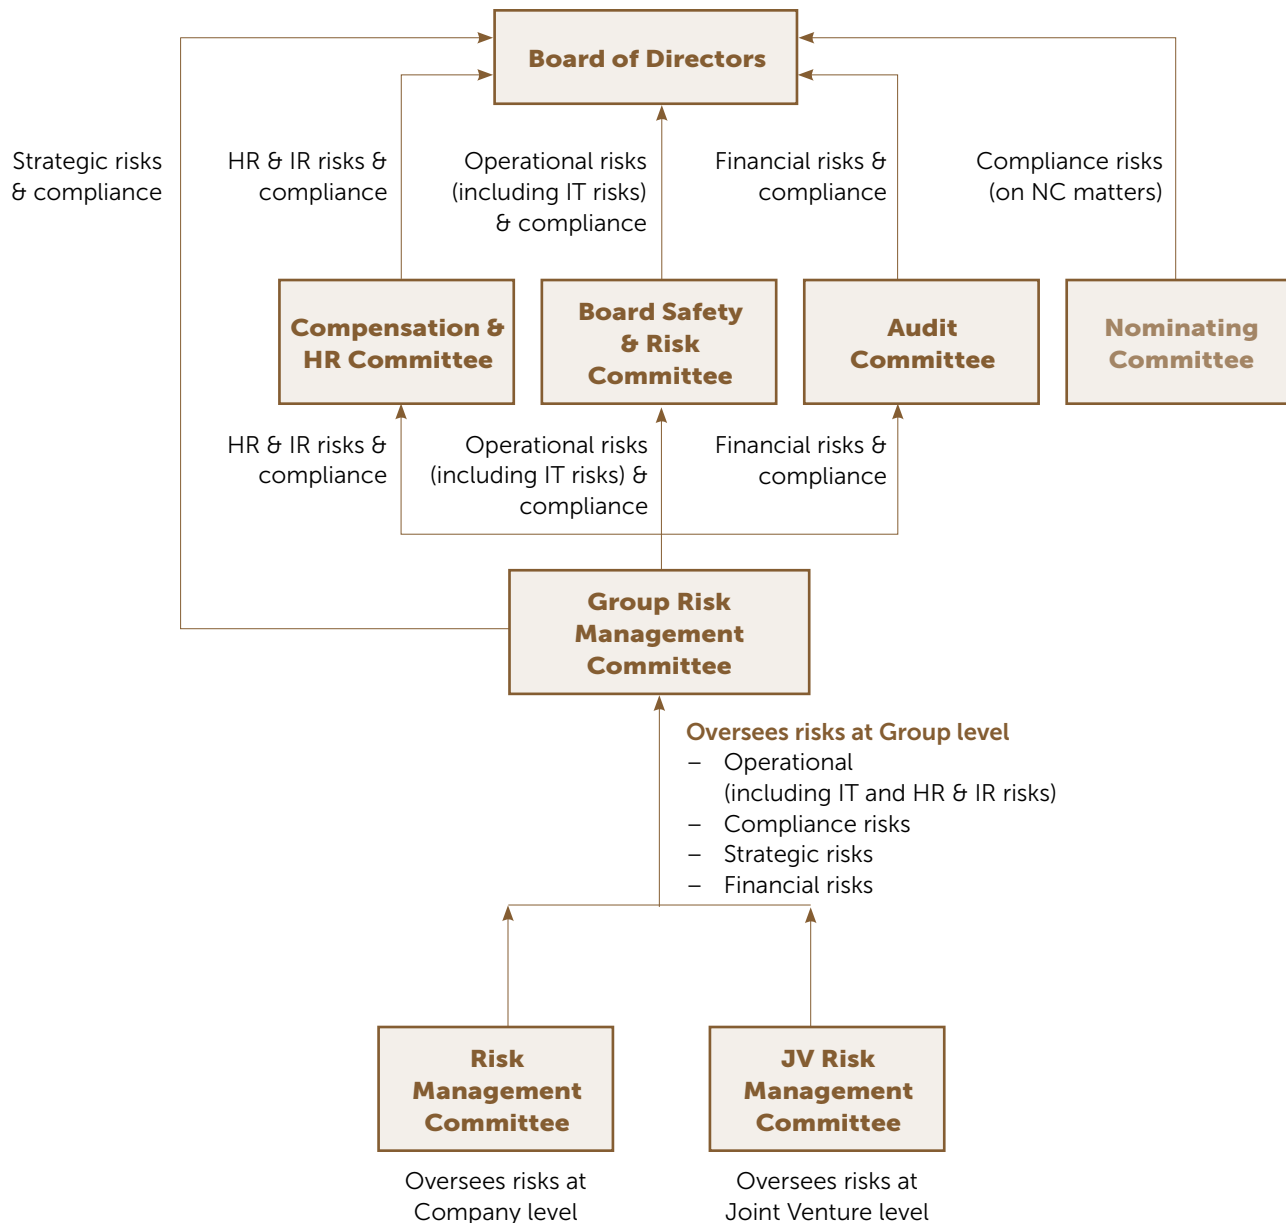 Board of Directors
Strategic risks
& compliance
HR & IR risks &
compliance
Operational risks
(including IT risks)
& compliance
Financial risks &
compliance
Compliance risks
(on NC matters)
Compensation &
HR Committee
Board Safety
& Risk
Committee
Audit
Committee
Nominating
Committee
HR & IR risks &
compliance
Operational risks
(including IT risks) &
compliance
Financial risks &
compliance
Group Risk
Management
Committee
Oversees risks at Group level
– Operational
(including IT and HR & IR risks)
– Compliance risks
– Strategic risks
– Financial risks
Risk
Management
Committee
JV Risk
Management
Committee
Oversees risks at
Company level
Oversees risks at
Joint Venture level